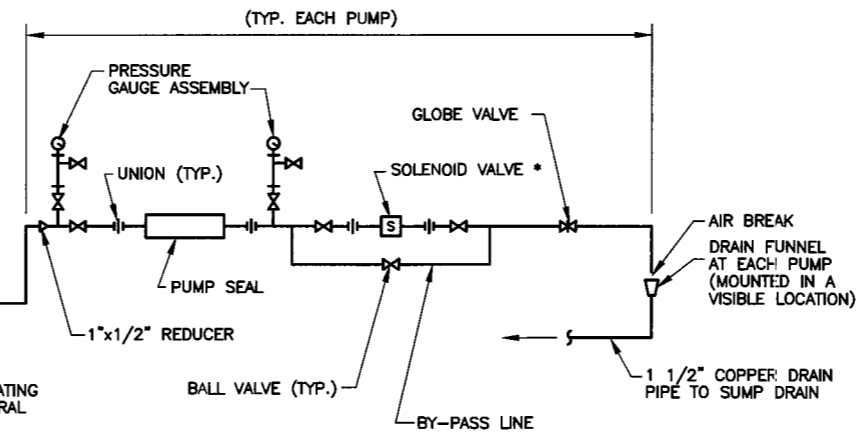 (TYP. EACH PUMP)
PRESSURE
GAUGE ASSEMBLY
GLOBE VALVE
UNION (TYP.)
SOLENOID VALVE *
S
AIR BREAK
DRAIN FUNNEL
AT EACH PUMP
(MOUNTED IN A
VISIBLE LOCATION)
PUMP SEAL
1"x1/2" REDUCER
BALL VALVE (TYP.)
1 1/2" COPPER DRAIN
PIPE TO SUMP DRAIN
BY-PASS LINE